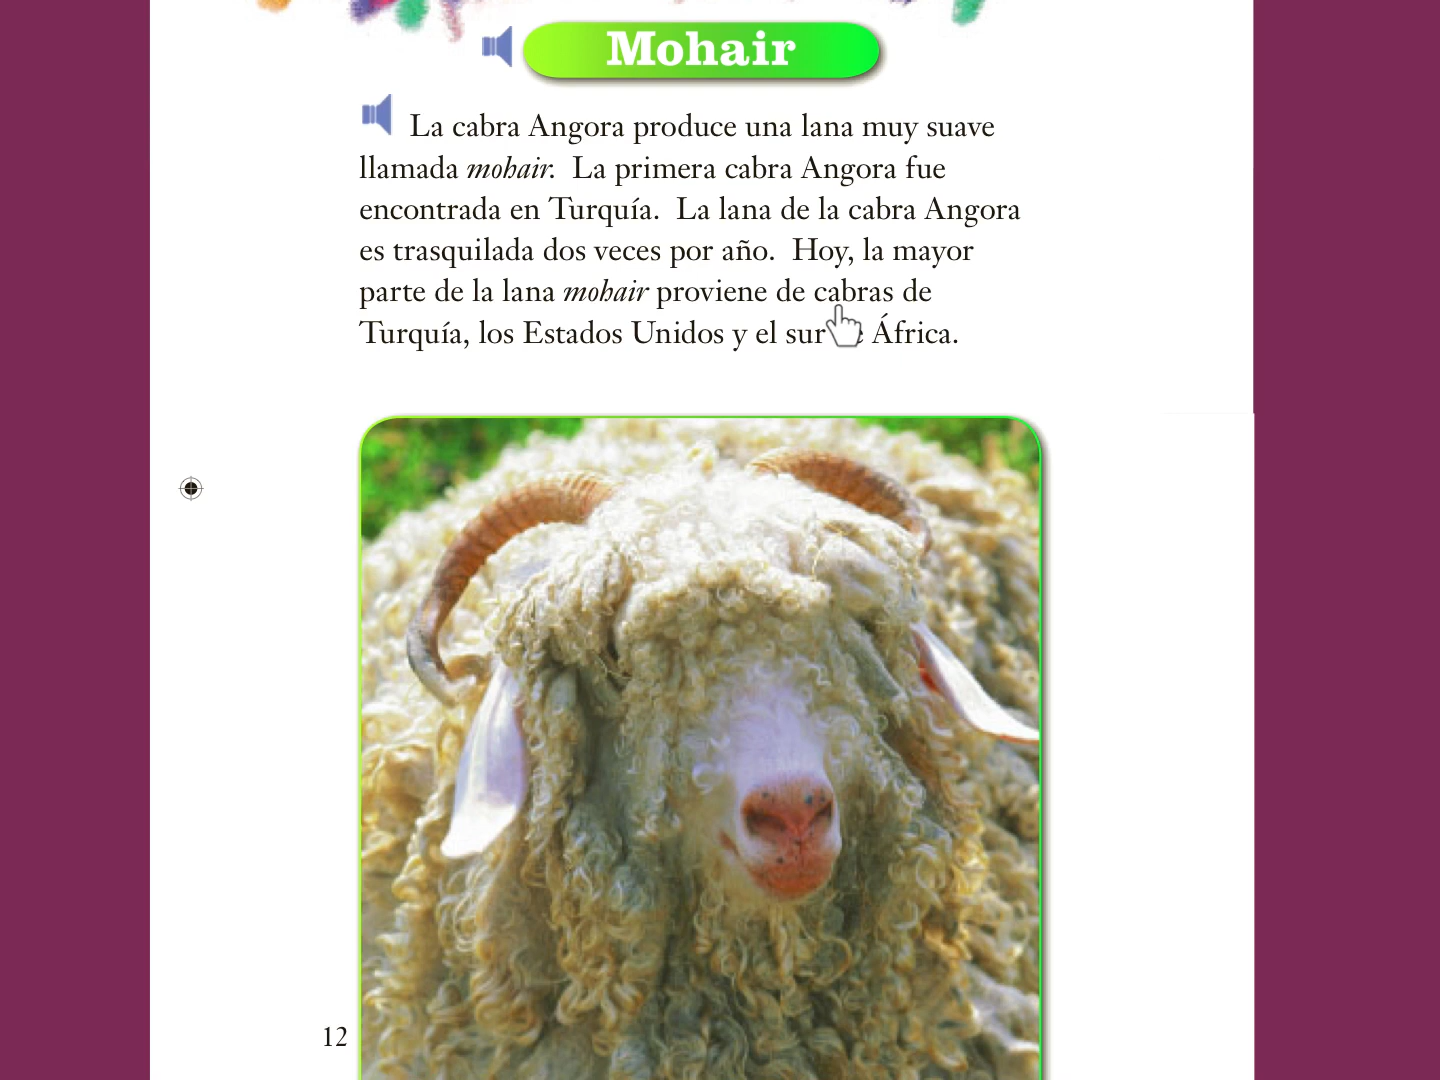 Mohair
La cabra Angora produce una lana muy suave
llamada mohair. La primera cabra Angora fue
encontrada en Turquía. La lana de la cabra Angora
es trasquilada dos veces por año. Hoy, la mayor
parte de la lana mohair proviene de cabras de
Turquía, los Estados Unidos y el sur África.
12